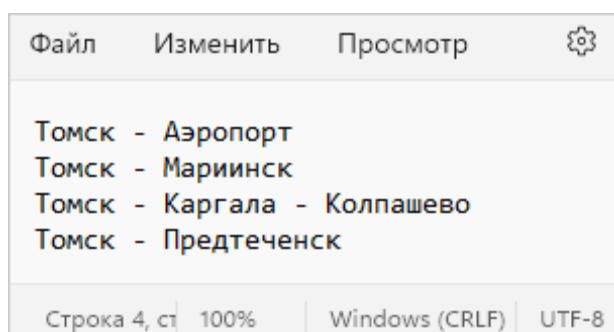 Файл Изменить Просмотр
Томск - Аэропорт
Томск - Мариинск
Томск - Каргала - Колпашево
Томск - Предтеченск
Строка 4, ст 100% Windows (CRLF) UTF-8